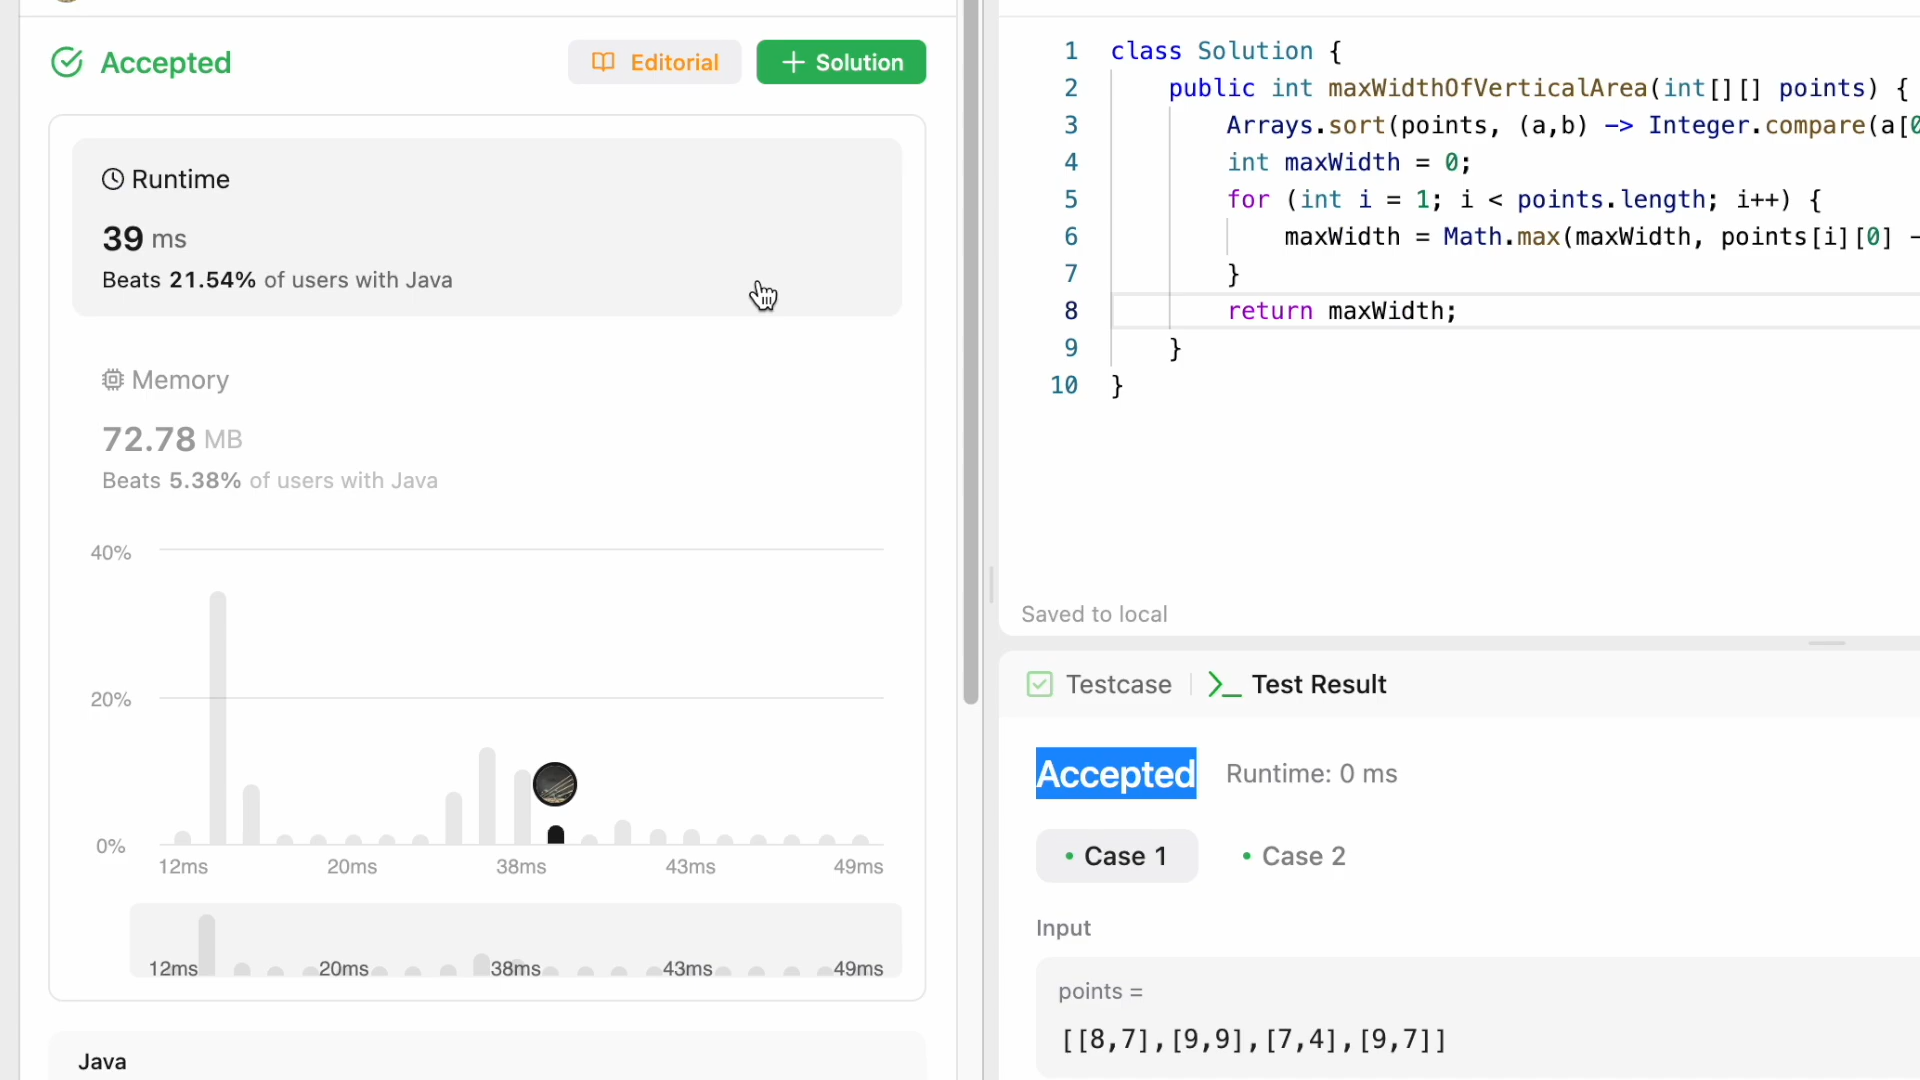 Accepted
Editorial
+ Solution
Runtime
39 ms
Beats 21.54% of users with Java
Memory
72.78 MB
Beats 5.38% of users with Java
40%
20%
0%
12ms 20ms 38ms 43ms 49ms
12ms 20ms 38ms 43ms 49ms
Java
1 class Solution {
2 public int maxWidthOfVerticalArea(int[][] points) {
3 Arrays.sort(points, (a,b) -> Integer.compare(a[0
4 int maxWidth = 0;
5 for (int i = 1; i < points.length; i++) {
6 maxWidth = Math.max(maxWidth, points[i][0] -
7 }
8 return maxWidth;
9 }
10 }
Saved to local
Testcase
>_ Test Result
Accepted Runtime: 0 ms
• Case 1 • Case 2
Input
points =
[[8,7],[9,9],[7,4],[9,7]]